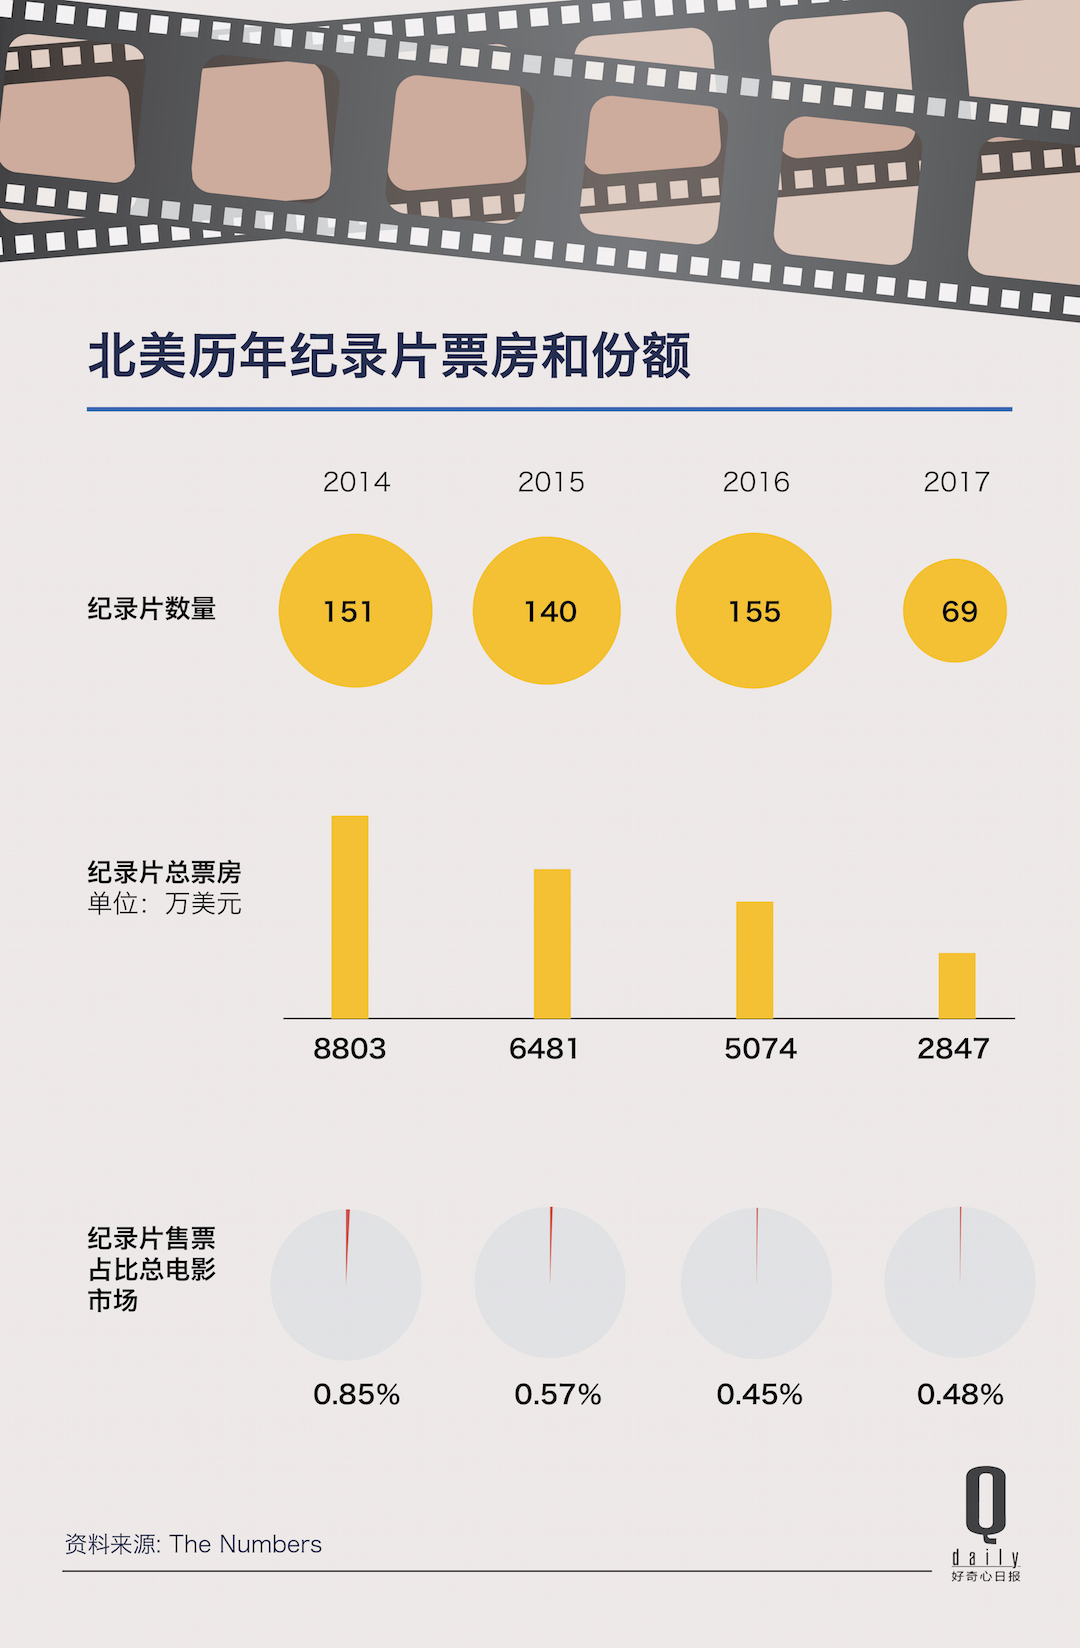 北美历年纪录片票房和份额
2014 2015 2016 2017
纪录片数量 151 140 155 69
纪录片总票房
单位：万美元
8803 6481 5074 2847
纪录片售票
占比总电影
市场
0.85% 0.57% 0.45% 0.48%
资料来源: The Numbers
Q
daily
好奇心日报